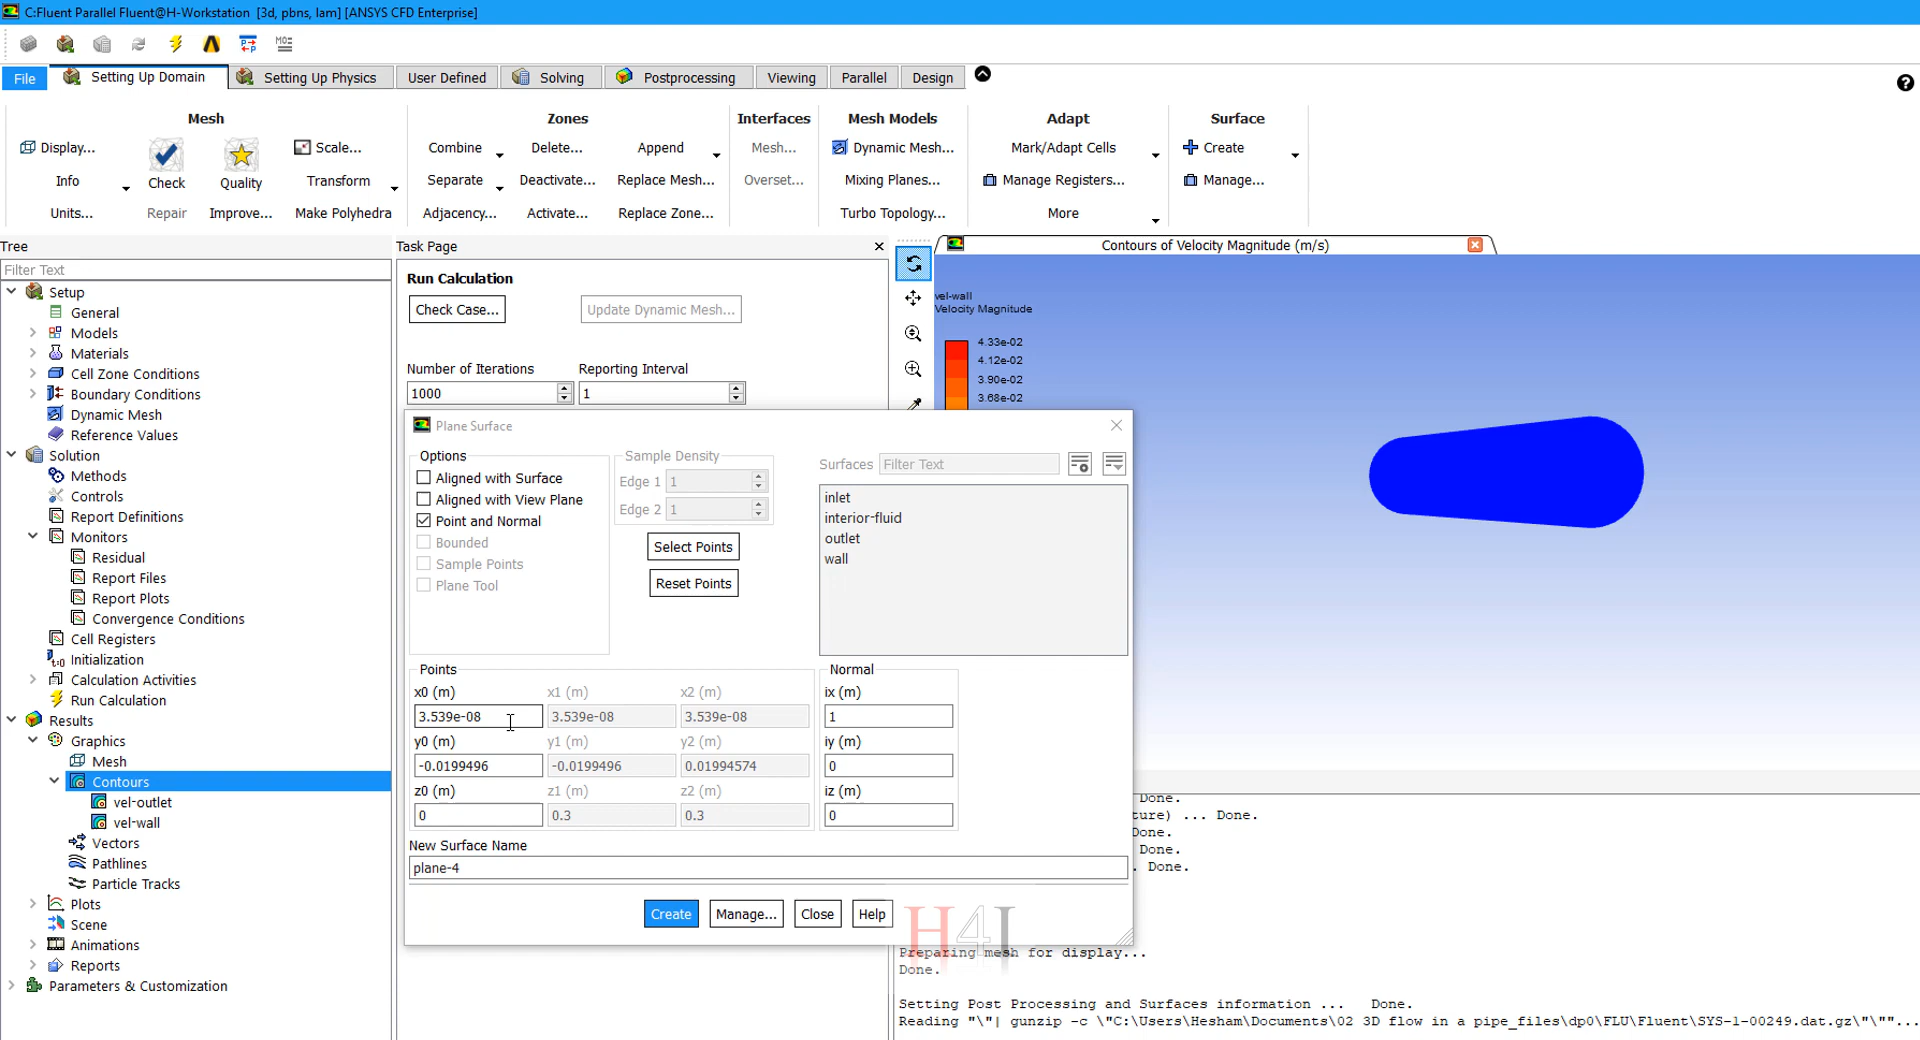 C:Fluent Parallel Fluent@H-Workstation [3d, pbns, lam] [ANSYS CFD Enterprise]
File
Setting Up Domain
Setting Up Physics
User Defined
Solving
Postprocessing
Viewing
Parallel
Design
Mesh
Zones
Interfaces
Mesh Models
Adapt
Surface
Display...
Check
Quality
Scale...
Combine
Delete...
Append
Mesh...
Dynamic Mesh...
Mark/Adapt Cells
Create
Info
Transform
Separate
Deactivate...
Replace Mesh...
Overset...
Mixing Planes...
Manage Registers...
Manage...
Units...
Repair
Improve...
Make Polyhedra
Adjacency...
Activate...
Replace Zone...
Turbo Topology...
More
Tree
Filter Text
Setup
General
Models
Materials
Cell Zone Conditions
Boundary Conditions
Dynamic Mesh
Reference Values
Solution
Methods
Controls
Report Definitions
Monitors
Residual
Report Files
Report Plots
Convergence Conditions
Cell Registers
Initialization
Calculation Activities
Run Calculation
Results
Graphics
Mesh
Contours
vel-outlet
vel-wall
Vectors
Pathlines
Particle Tracks
Plots
Scene
Animations
Reports
Parameters & Customization
Task Page
Run Calculation
Check Case...
Update Dynamic Mesh...
Number of Iterations
Reporting Interval
1000
1
Contours of Velocity Magnitude (m/s)
vel-wall
Velocity Magnitude
4.33e-02
4.12e-02
3.90e-02
3.68e-02
Plane Surface
Options
Aligned with Surface
Aligned with View Plane
Point and Normal
Bounded
Sample Points
Plane Tool
Sample Density
Edge 1
1
Edge 2
1
Select Points
Reset Points
Surfaces
Filter Text
inlet
interior-fluid
outlet
wall
Points
x0 (m)
x1 (m)
x2 (m)
3.539e-08
3.539e-08
3.539e-08
y0 (m)
y1 (m)
y2 (m)
-0.0199496
-0.0199496
0.01994574
z0 (m)
z1 (m)
z2 (m)
0
0.3
0.3
Normal
ix (m)
1
iy (m)
0
iz (m)
0
New Surface Name
plane-4
Create
Manage...
Close
Help
H4I
Done.
ture) ... Done.
Done.
Done.
. Done.
Preparing mesh for display...
Done.
Setting Post Processing and Surfaces information ... Done.
Reading "\"| gunzip -c \"C:\Users\Hesham\Documents\02 3D flow in a pipe_files\dp0\FLU\Fluent\SYS-1-00249.dat.gz\"\""...